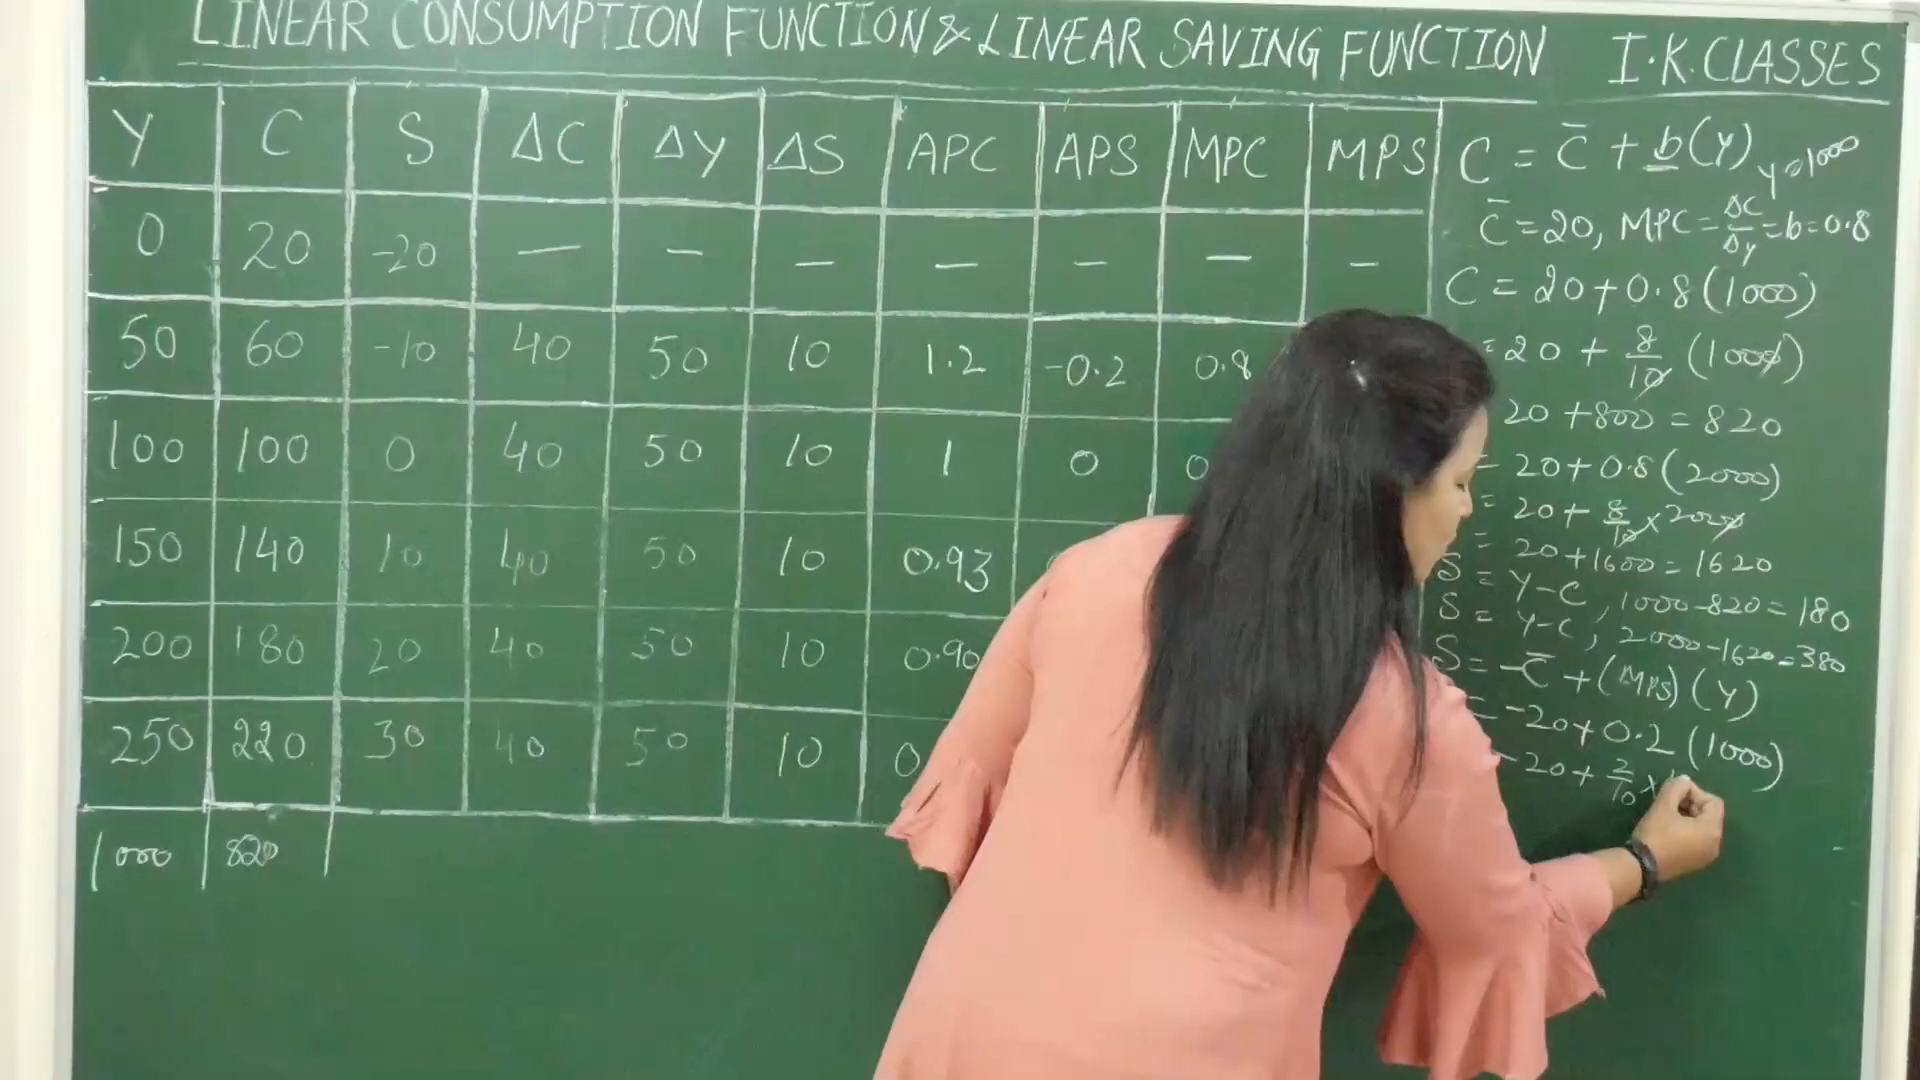 LINEAR CONSUMPTION FUNCTION & LINEAR SAVING FUNCTION I.K.CLASSES
Y C S ΔC ΔY ΔS APC APS MPC MPS
0 20 -20 — — — — — — —
50 60 -10 40 50 10 1.2 -0.2 0.8
100 100 0 40 50 10 1 0 0
150 140 10 40 50 10 0.93
200 180 20 40 50 10 0.90
250 220 30 40 50 10 0
1000 820
C = C̄ + b(Y) Y=1000
C̄ = 20, MPC = ΔC/ΔY = b = 0.8
C = 20 + 0.8 (1000)
= 20 + 8/10 (1000)
20 + 800 = 820
= 20 + 0.8 (2000)
= 20 + 8/10 × 2000
= 20 + 1600 = 1620
S = Y-C, 1000-820 = 180
S = Y-C, 2000-1620 = 380
S = -C̄ + (MPS) (Y)
= -20 + 0.2 (1000)
-20 + 2/10 ×